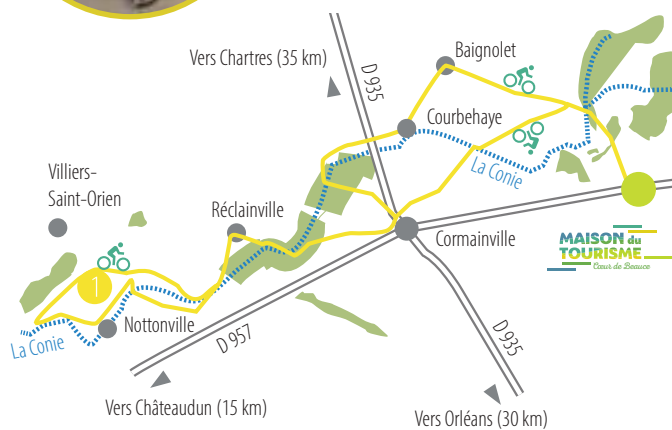 Baignolet
Vers Chartres (35 km)
D 935
Courbehaye
La Conie
Villiers-
Saint-Orien
Réclainville
MAISON du
TOURISME
Cœur de Beauce
Cormainville
1
Nottonville
La Conie
D 957
D 935
Vers Châteaudun (15 km)
Vers Orléans (30 km)